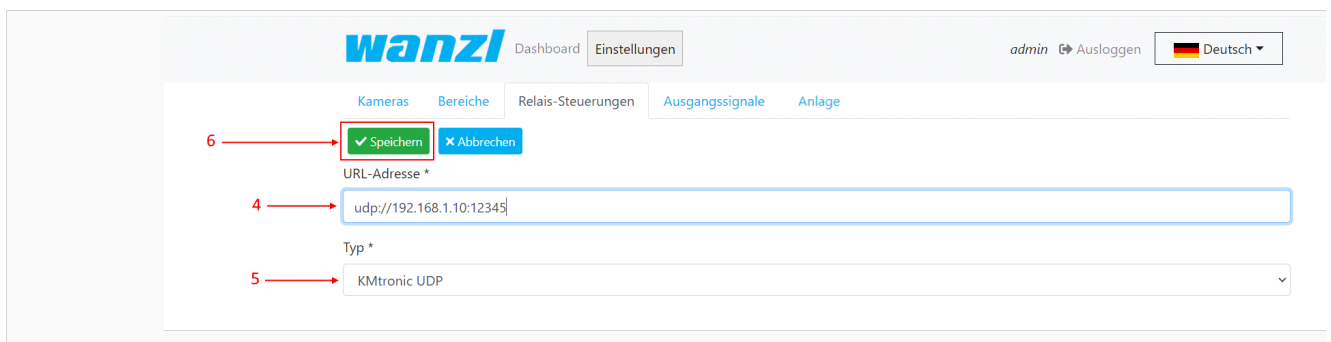 wanzl Dashboard Einstellungen admin Ausloggen Deutsch
Kameras Bereiche Relais-Steuerungen Ausgangssignale Anlage
6 Speichern Abbrechen
URL-Adresse *
4 udp://192.168.1.10:12345
Typ *
5 KMtronic UDP